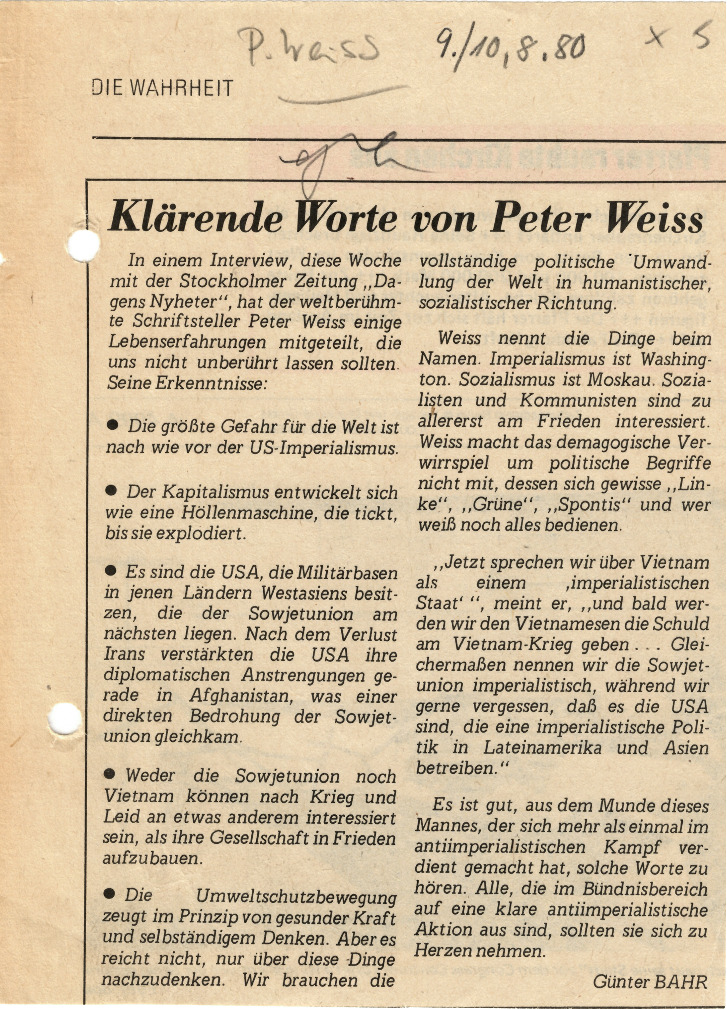 P. Weiss 9./10.8.80 x 5
DIE WAHRHEIT
Klärende Worte von Peter Weiss
In einem Interview, diese Woche
mit der Stockholmer Zeitung „Da-
gens Nyheter“, hat der weltberühm-
te Schriftsteller Peter Weiss einige
Lebenserfahrungen mitgeteilt, die
uns nicht unberührt lassen sollten.
Seine Erkenntnisse:
● Die größte Gefahr für die Welt ist
nach wie vor der US-Imperialismus.
● Der Kapitalismus entwickelt sich
wie eine Höllenmaschine, die tickt,
bis sie explodiert.
● Es sind die USA, die Militärbasen
in jenen Ländern Westasiens besit-
zen, die der Sowjetunion am
nächsten liegen. Nach dem Verlust
Irans verstärkten die USA ihre
diplomatischen Anstrengungen ge-
rade in Afghanistan, was einer
direkten Bedrohung der Sowjet-
union gleichkam.
● Weder die Sowjetunion noch
Vietnam können nach Krieg und
Leid an etwas anderem interessiert
sein, als ihre Gesellschaft in Frieden
aufzubauen.
● Die Umweltschutzbewegung
zeugt im Prinzip von gesunder Kraft
und selbständigem Denken. Aber es
reicht nicht, nur über diese Dinge
nachzudenken. Wir brauchen die
vollständige politische Umwand-
lung der Welt in humanistischer,
sozialistischer Richtung.
Weiss nennt die Dinge beim
Namen. Imperialismus ist Washing-
ton. Sozialismus ist Moskau. Sozia-
listen und Kommunisten sind zu
allererst am Frieden interessiert.
Weiss macht das demagogische Ver-
wirrspiel um politische Begriffe
nicht mit, dessen sich gewisse „Lin-
ke“, „Grüne“, „Spontis“ und wer
weiß noch alles bedienen.
„Jetzt sprechen wir über Vietnam
als einem ‚imperialistischen
Staat‘ “, meint er, „und bald wer-
den wir den Vietnamesen die Schuld
am Vietnam-Krieg geben . . . Glei-
chermaßen nennen wir die Sowjet-
union imperialistisch, während wir
gerne vergessen, daß es die USA
sind, die eine imperialistische Poli-
tik in Lateinamerika und Asien
betreiben.“
Es ist gut, aus dem Munde dieses
Mannes, der sich mehr als einmal im
antiimperialistischen Kampf ver-
dient gemacht hat, solche Worte zu
hören. Alle, die im Bündnisbereich
auf eine klare antiimperialistische
Aktion aus sind, sollten sie sich zu
Herzen nehmen.
Günter BAHR